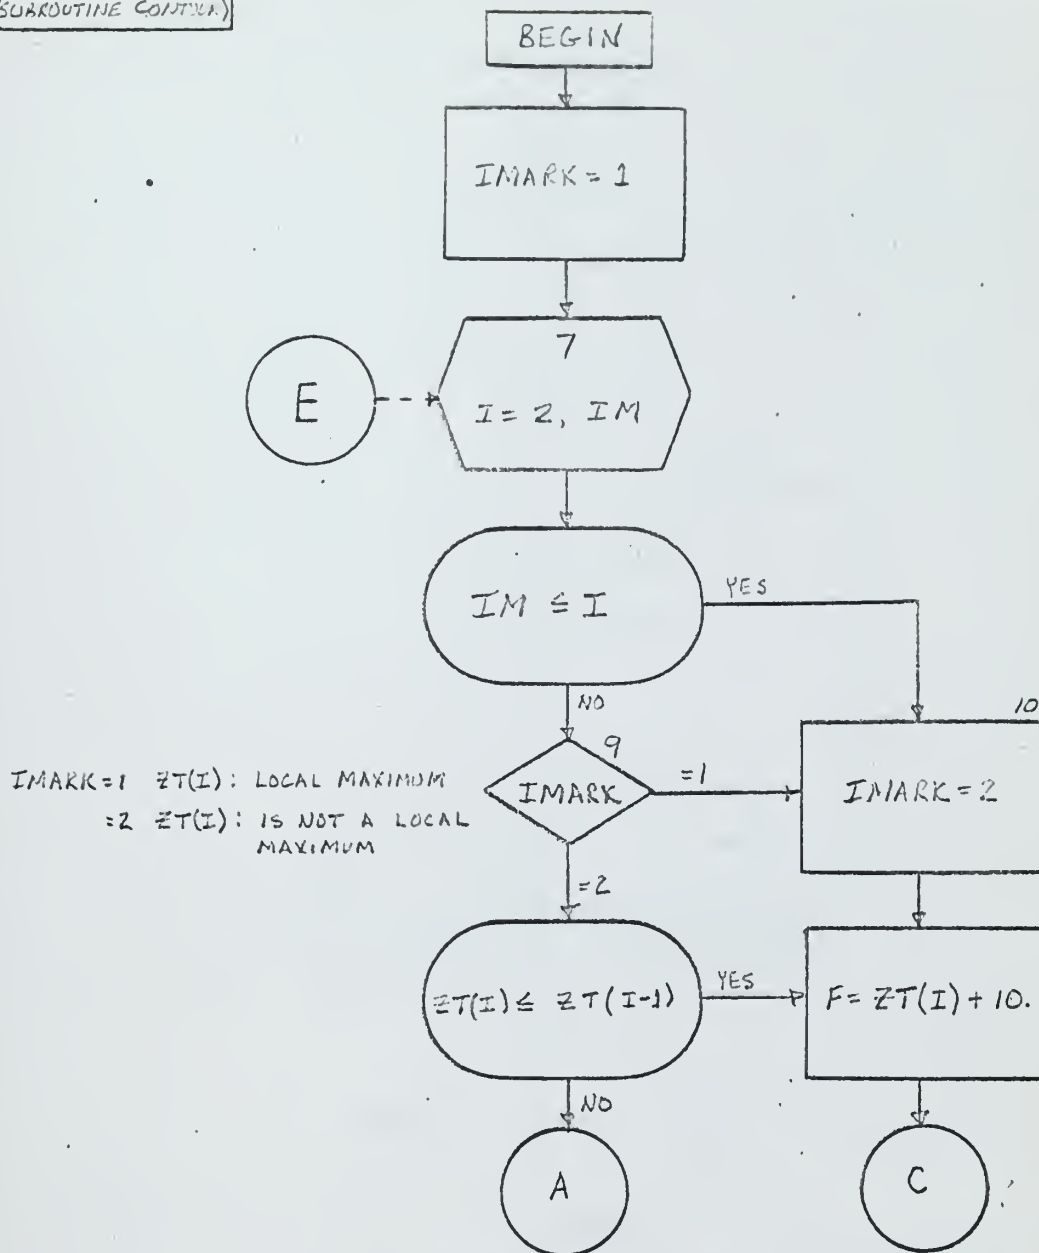 SUBROUTINE
BEGIN
IMARK = 1
7
I = 2, IM
E
IM ≤ I
YES
NO
9
IMARK
=1
10
IMARK = 2
IMARK=1 ZT(I): LOCAL MAXIMUM
=2 ZT(I): IS NOT A LOCAL
MAXIMUM
=2
ZT(I) ≤ ZT(I-1)
YES
F = ZT(I) + 10.
NO
A
C